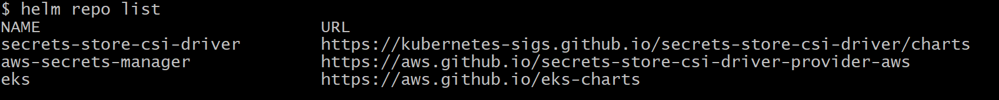 $ helm repo list
NAME URL
secrets-store-csi-driver https://kubernetes-sigs.github.io/secrets-store-csi-driver/charts
aws-secrets-manager https://aws.github.io/secrets-store-csi-driver-provider-aws
eks https://aws.github.io/eks-charts